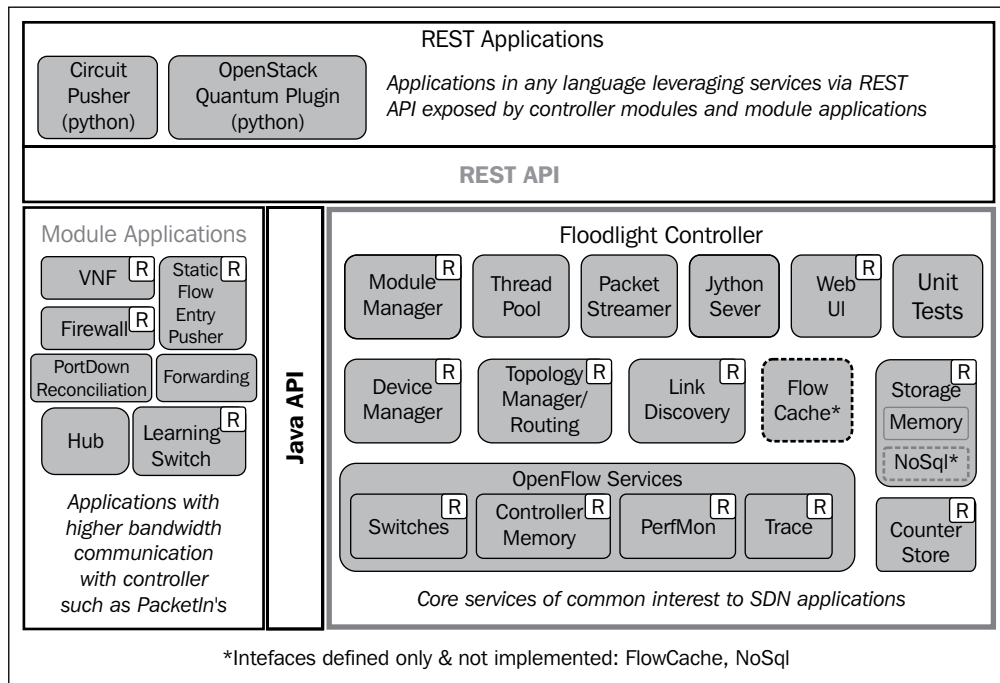 REST Applications
Circuit
Pusher
(python)
OpenStack
Quantum Plugin
(python)
Applications in any language leveraging services via REST
API exposed by controller modules and module applications
REST API
Module Applications
VNF
R
Static
Flow
Entry
Pusher
R
Firewall
R
PortDown
Reconciliation
Forwarding
Hub
Learning
Switch
R
Applications with
higher bandwidth
communication
with controller
such as PacketIn's
Java API
Floodlight Controller
Module
Manager
R
Thread
Pool
Packet
Streamer
Jython
Sever
Web
UI
R
Unit
Tests
Device
Manager
R
Topology
Manager/
Routing
R
Link
Discovery
R
Flow
Cache*
Storage
R
Memory
NoSql*
OpenFlow Services
Switches
R
Controller
Memory
R
PerfMon
R
Trace
R
Counter
Store
R
Core services of common interest to SDN applications
*Intefaces defined only & not implemented: FlowCache, NoSql